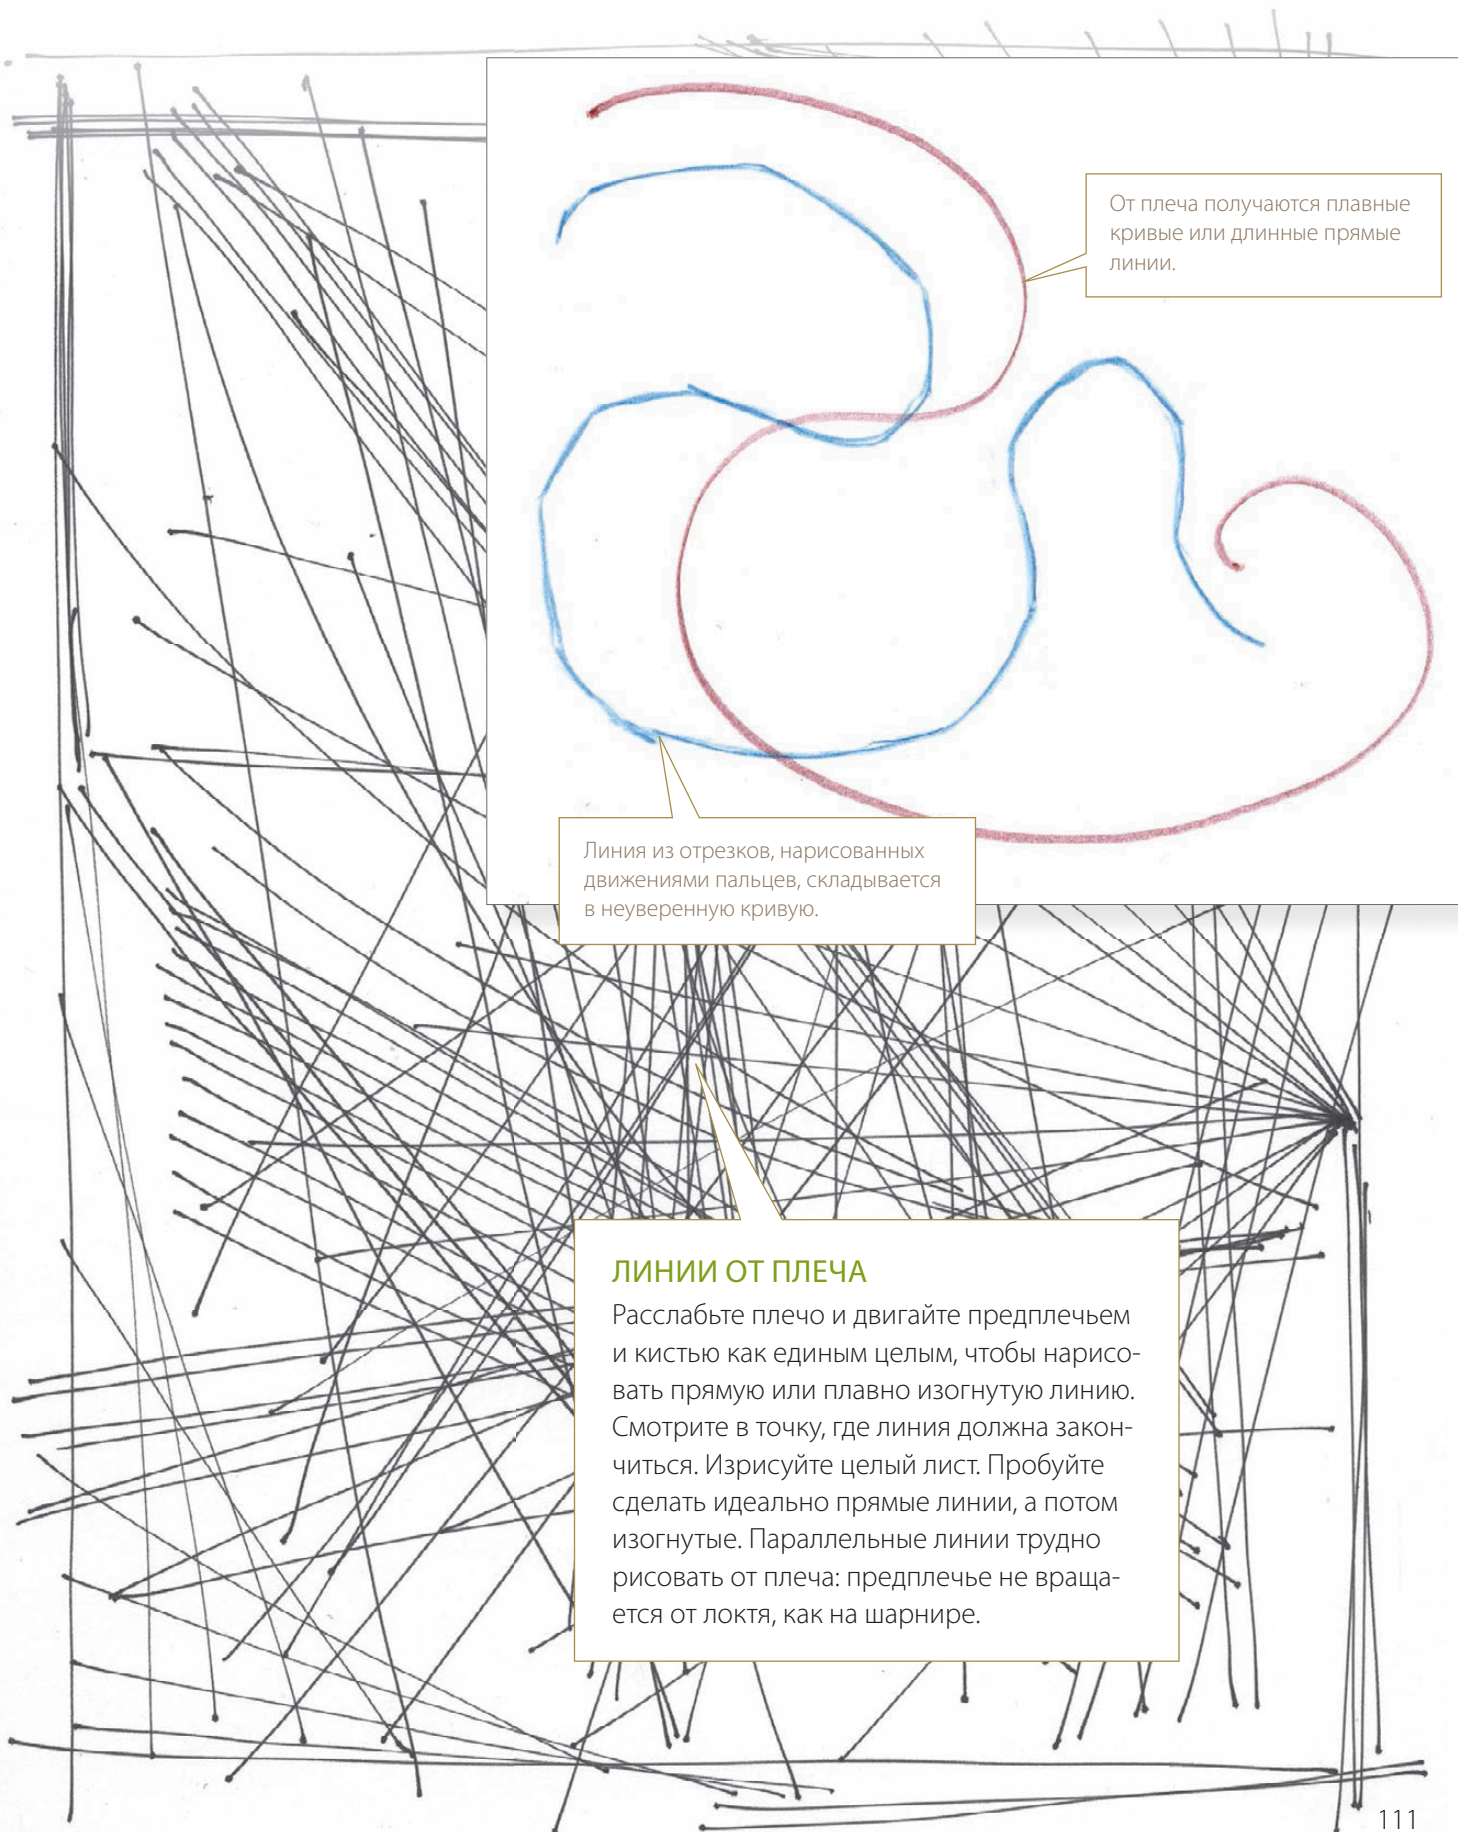 От плеча получаются плавные
кривые или длинные прямые
линии.
Линия из отрезков, нарисованных
движениями пальцев, складывается
в неуверенную кривую.
ЛИНИИ ОТ ПЛЕЧА
Расслабьте плечо и двигайте предплечьем
и кистью как единым целым, чтобы нарисо-
вать прямую или плавно изогнутую линию.
Смотрите в точку, где линия должна закон-
читься. Изрисуйте целый лист. Пробуйте
сделать идеально прямые линии, а потом
изогнутые. Параллельные линии трудно
рисовать от плеча: предплечье не враща-
ется от локтя, как на шарнире.
111